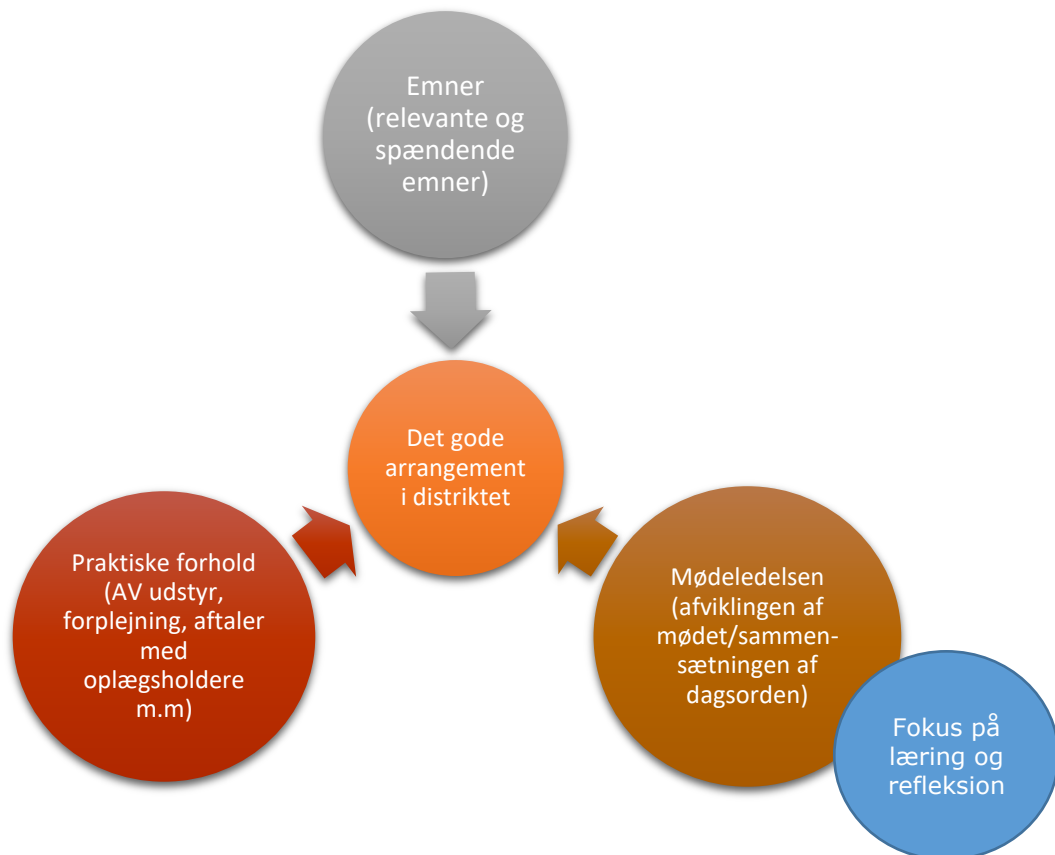 Emner
(relevante og
spændende
emner)
Det gode
arrangement
i distriktet
Praktiske forhold
(AV udstyr,
forplejning, aftaler
med
oplægsholdere
m.m)
Mødeledelsen
(afviklingen af
mødet/sammen-
sætningen af
dagsorden)
Fokus på
læring og
refleksion